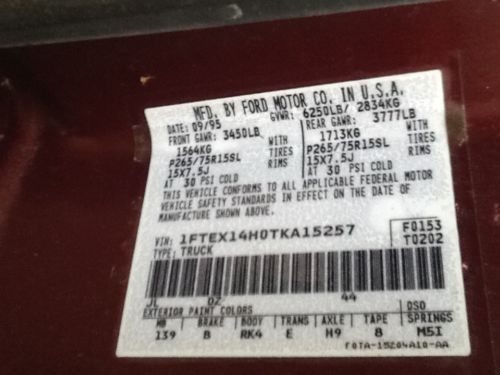 MFD. BY FORD MOTOR CO. IN U.S.A.
DATE: 09/95 GVWR: 6250LB/ 2834KG
FRONT GAWR: 3450LB REAR GAWR: 3777LB
1564KG WITH 1713KG WITH
P265/75R15SL TIRES P265/75R15SL TIRES
15X7.5J RIMS 15X7.5J RIMS
AT 30 PSI COLD AT 30 PSI COLD
THIS VEHICLE CONFORMS TO ALL APPLICABLE FEDERAL MOTOR
VEHICLE SAFETY STANDARDS IN EFFECT ON THE DATE OF
MANUFACTURE SHOWN ABOVE.
VIN: 1FTEX14H0TKA15257 F0153
TYPE: TRUCK T0202
JL DZ 44
EXTERIOR PAINT COLORS DSO
WB BRAKE BODY TRANS AXLE TAPE SPRINGS
139 B RK4 E H9 8 M5I
F0TA-15204A10-AA